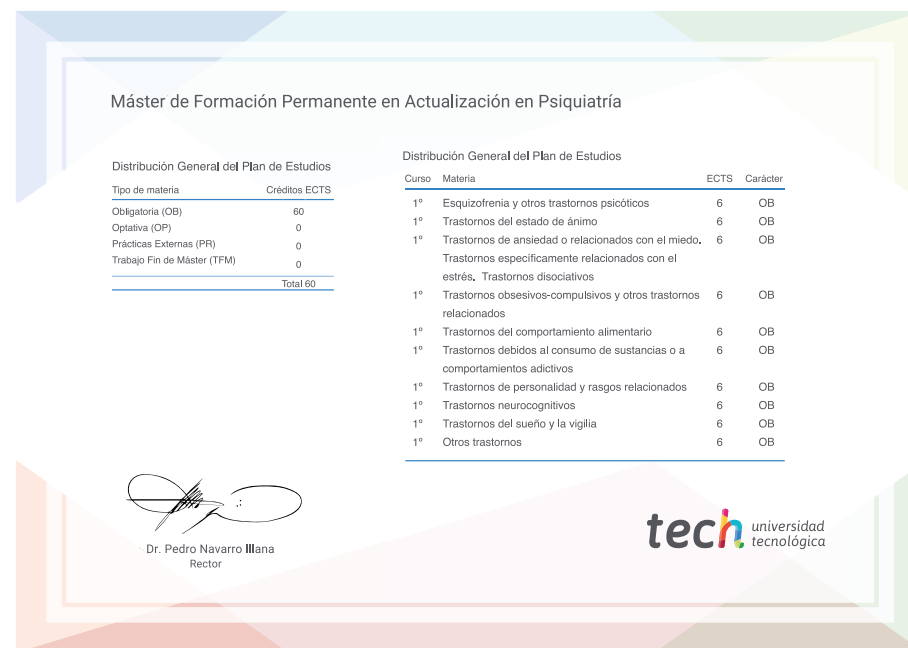 Máster de Formación Permanente en Actualización en Psiquiatría
Distribución General del Plan de Estudios
Tipo de materia Créditos ECTS
Obligatoria (OB) 60
Optativa (OP) 0
Prácticas Externas (PR) 0
Trabajo Fin de Máster (TFM) 0
Total 60
Distribución General del Plan de Estudios
Curso Materia ECTS Carácter
1º Esquizofrenia y otros trastornos psicóticos 6 OB
1º Trastornos del estado de ánimo 6 OB
1º Trastornos de ansiedad o relacionados con el miedo. 6 OB
Trastornos específicamente relacionados con el
estrés. Trastornos disociativos
1º Trastornos obsesivos-compulsivos y otros trastornos 6 OB
relacionados
1º Trastornos del comportamiento alimentario 6 OB
1º Trastornos debidos al consumo de sustancias o a 6 OB
comportamientos adictivos
1º Trastornos de personalidad y rasgos relacionados 6 OB
1º Trastornos neurocognitivos 6 OB
1º Trastornos del sueño y la vigilia 6 OB
1º Otros trastornos 6 OB
Dr. Pedro Navarro Illana
Rector
tech universidad
tecnológica